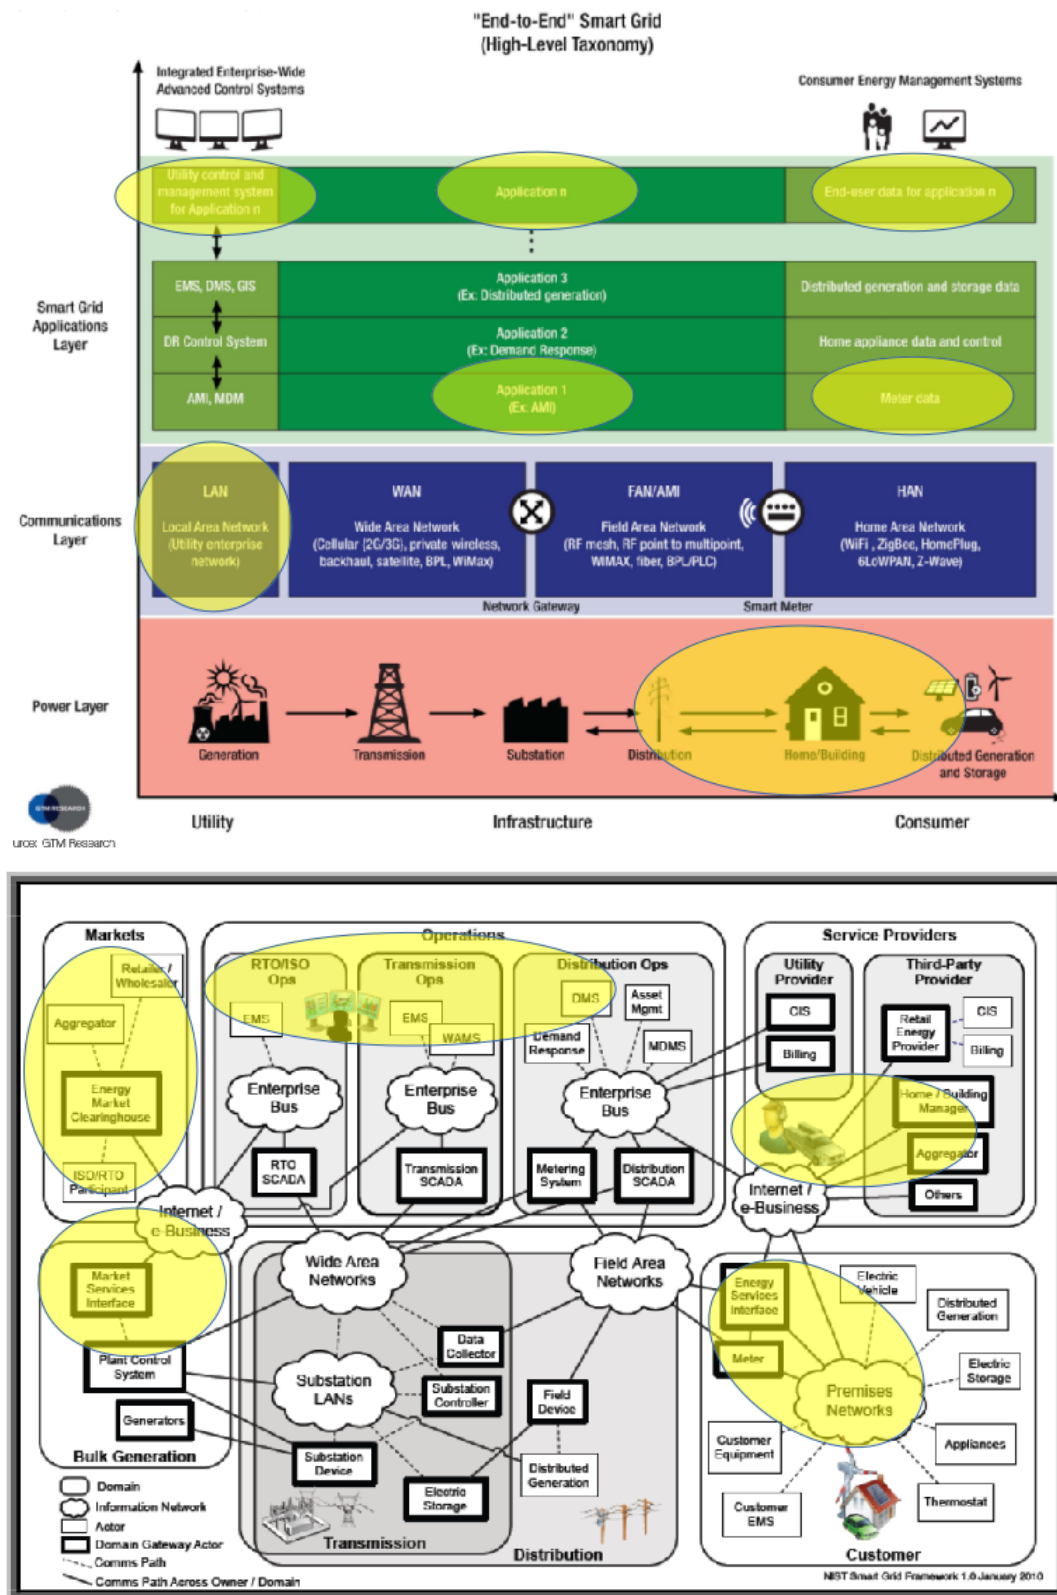 "End-to-End" Smart Grid
(High-Level Taxonomy)
Integrated Enterprise-Wide
Advanced Control Systems
Consumer Energy Management Systems
Utility control and
management system
for Application n
Application n
End-user data for application n
Smart Grid
Applications
Layer
EMS, DMS, GIS
Application 3
(Ex: Distributed generation)
Distributed generation and storage data
DR Control System
Application 2
(Ex: Demand Response)
Home appliance data and control
AMI, MDM
Application 1
(Ex: AMI)
Meter data
Communications
Layer
LAN
Local Area Network
(Utility enterprise
network)
WAN
Wide Area Network
(Cellular (2G/3G), private wireless,
backhaul, satellite, BPL, WiMax)
FAN/AMI
Field Area Network
(RF mesh, RF point to multipoint,
WiMAX, fiber, BPL/PLC)
HAN
Home Area Network
(WiFi , ZigBee, HomePlug,
6LoWPAN, Z-Wave)
Network Gateway
Smart Meter
Power Layer
Generation
Transmission
Substation
Distribution
Home/Building
Distributed Generation
and Storage
GTM RESEARCH
Utility
Infrastructure
Consumer
urce: GTM Research
Markets
Retailer /
Wholesaler
Aggregator
Energy
Market
Clearinghouse
ISO/RTO
Participant
Internet /
e-Business
Operations
RTO/ISO
Ops
EMS
Enterprise
Bus
RTO
SCADA
Transmission
Ops
EMS
WAMS
Enterprise
Bus
Transmission
SCADA
Distribution Ops
DMS
Asset
Mgmt
Demand
Response
MDMS
Enterprise
Bus
Metering
System
Distribution
SCADA
Service Providers
Utility
Provider
CIS
Billing
Third-Party
Provider
Retail
Energy
Provider
CIS
Billing
Home / Building
Manager
Aggregator
Others
Internet /
e-Business
Market
Services
Interface
Plant Control
System
Generators
Bulk Generation
Wide Area
Networks
Field Area
Networks
Substation
LANs
Data
Collector
Substation
Controller
Field
Device
Substation
Device
Electric
Storage
Distributed
Generation
Transmission
Distribution
Energy
Services
Interface
Meter
Electric
Vehicle
Distributed
Generation
Electric
Storage
Premises
Networks
Customer
Equipment
Appliances
Customer
EMS
Thermostat
Customer
Domain
Information Network
Actor
Domain Gateway Actor
Comms Path
Comms Path Across Owner / Domain
NIST Smart Grid Framework 1.0 January 2010